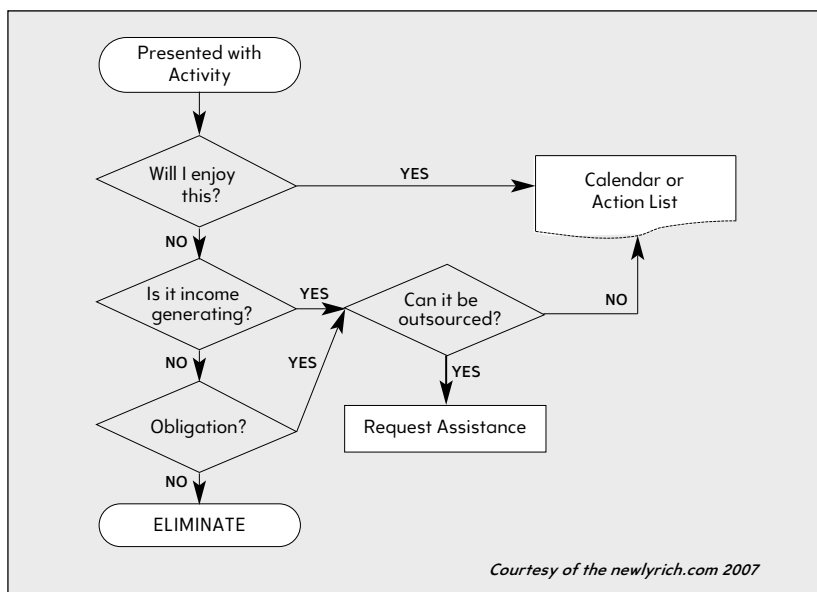 Presented with
Activity
Will I enjoy
this?
YES
Calendar or
Action List
NO
Is it income
generating?
YES
Can it be
outsourced?
NO
NO
YES
YES
Obligation?
Request Assistance
NO
ELIMINATE
Courtesy of the newlyrich.com 2007